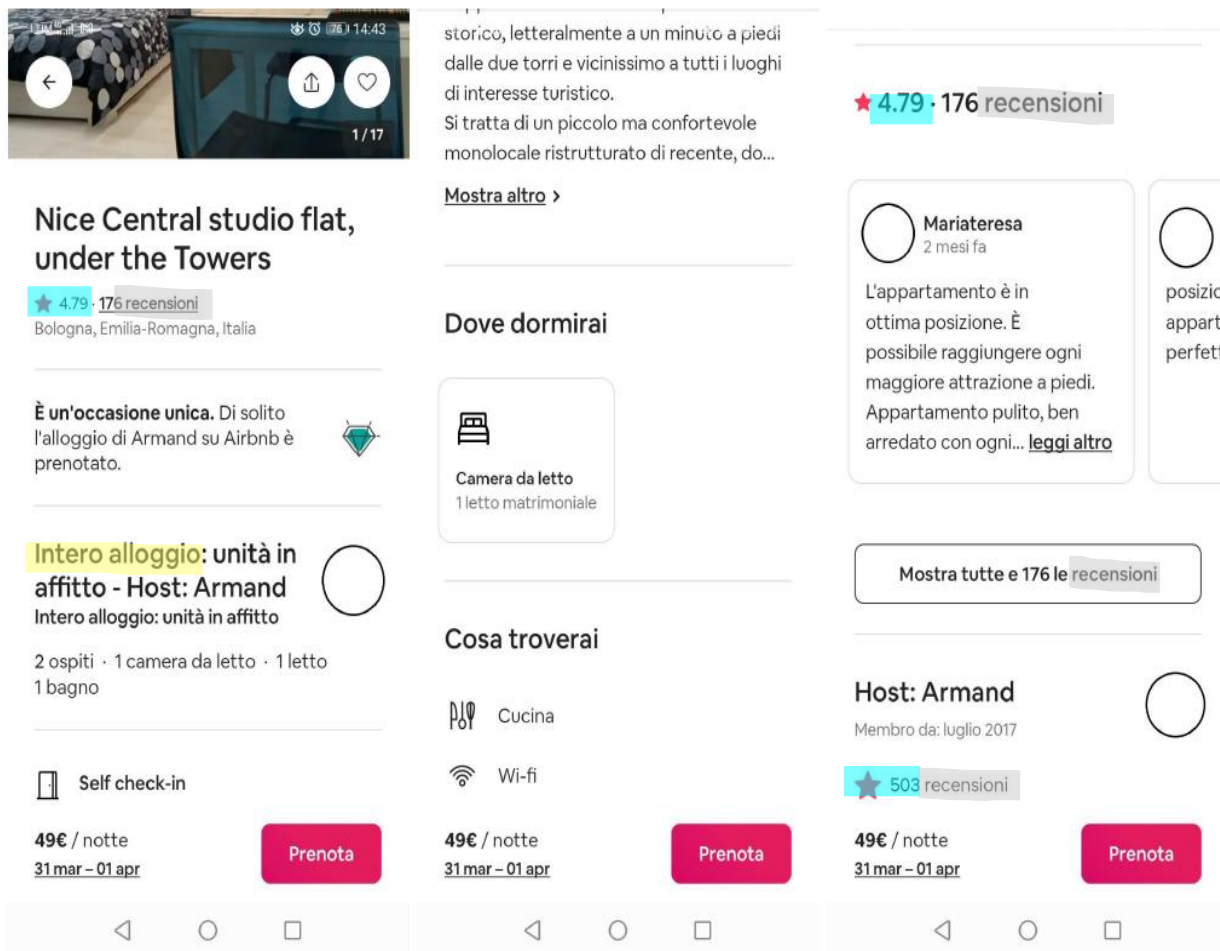 76 14:43
1 / 17
Nice Central studio flat,
under the Towers
4.79 · 176 recensioni
Bologna, Emilia-Romagna, Italia
È un'occasione unica. Di solito
l'alloggio di Armand su Airbnb è
prenotato.
Intero alloggio: unità in
affitto - Host: Armand
Intero alloggio: unità in affitto
2 ospiti · 1 camera da letto · 1 letto
1 bagno
Self check-in
49€ / notte
31 mar – 01 apr
Prenota
storico, letteralmente a un minuto a piedi
dalle due torri e vicinissimo a tutti i luoghi
di interesse turistico.
Si tratta di un piccolo ma confortevole
monolocale ristrutturato di recente, do...
Mostra altro >
Dove dormirai
Camera da letto
1 letto matrimoniale
Cosa troverai
Cucina
Wi-fi
49€ / notte
31 mar – 01 apr
Prenota
4.79 · 176 recensioni
Mariateresa
2 mesi fa
L'appartamento è in
ottima posizione. È
possibile raggiungere ogni
maggiore attrazione a piedi.
Appartamento pulito, ben
arredato con ogni... leggi altro
posizio
appart
perfett
Mostra tutte e 176 le recensioni
Host: Armand
Membro da: luglio 2017
503 recensioni
49€ / notte
31 mar – 01 apr
Prenota